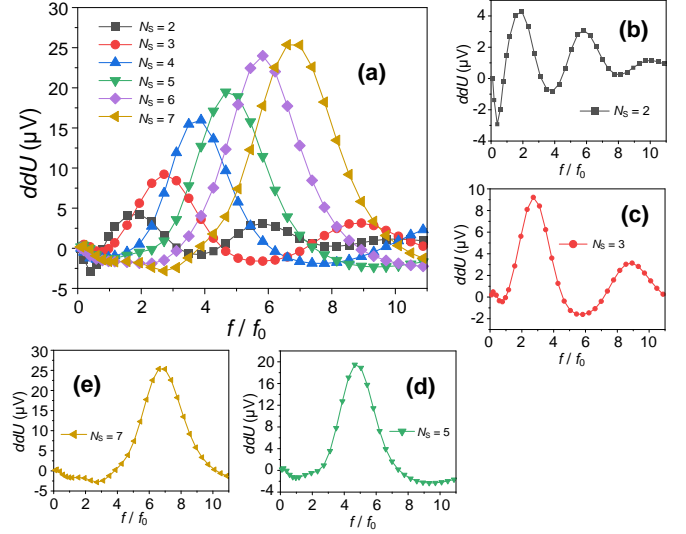 30
25
20
15
10
5
0
-5
ddU (µV)
N_S = 2
N_S = 3
N_S = 4
N_S = 5
N_S = 6
N_S = 7
(a)
0 2 4 6 8 10
f / f_0
4
2
0
-2
-4
ddU (µV)
(b)
N_S = 2
0 2 4 6 8 10
f / f_0
10
8
6
4
2
0
-2
ddU (µV)
(c)
N_S = 3
0 2 4 6 8 10
f / f_0
30
25
20
15
10
5
0
-5
ddU (µV)
(e)
N_S = 7
0 2 4 6 8 10
f / f_0
20
16
12
8
4
0
-4
ddU (µV)
(d)
N_S = 5
0 2 4 6 8 10
f / f_0